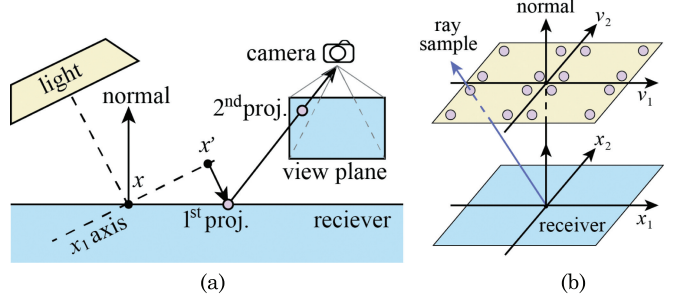 light
normal
camera
2nd proj.
view plane
x
x'
x1 axis
1st proj.
reciever
(a)
ray
sample
normal
v2
v1
x2
x1
receiver
(b)